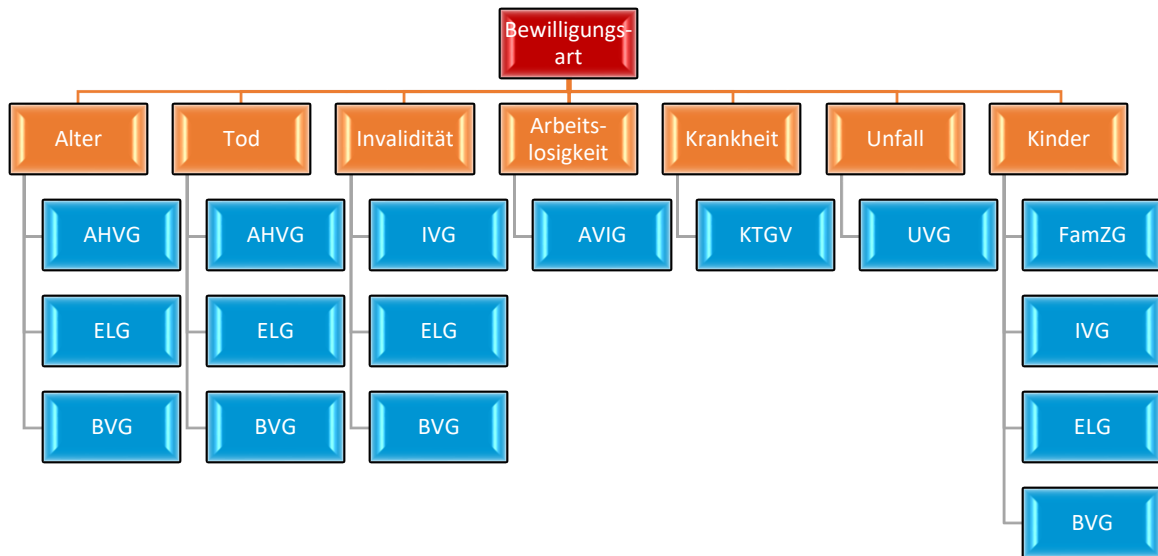 Bewilligungs-
art
Alter
Tod
Invalidität
Arbeits-
losigkeit
Krankheit
Unfall
Kinder
AHVG
AHVG
IVG
AVIG
KTGV
UVG
FamZG
ELG
ELG
ELG
IVG
BVG
BVG
BVG
ELG
BVG